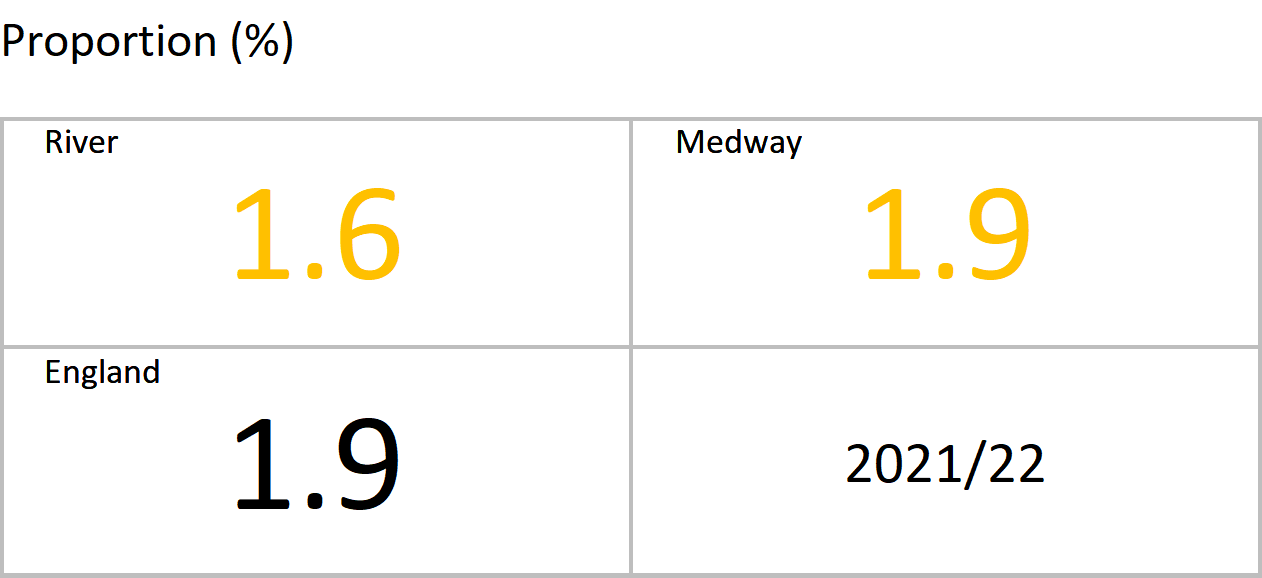 Proportion (%)
River
Medway
1.6
1.9
England
1.9
2021/22